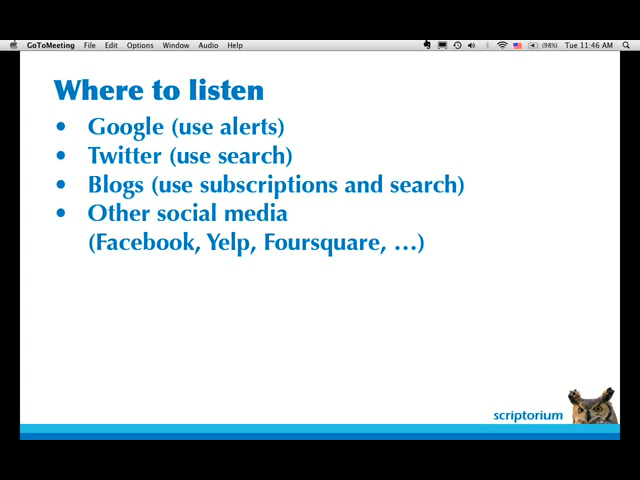 GoToMeeting File Edit Options Window Audio Help (98%) Tue 11:46 AM
Where to listen
• Google (use alerts)
• Twitter (use search)
• Blogs (use subscriptions and search)
• Other social media
(Facebook, Yelp, Foursquare, …)
scriptorium